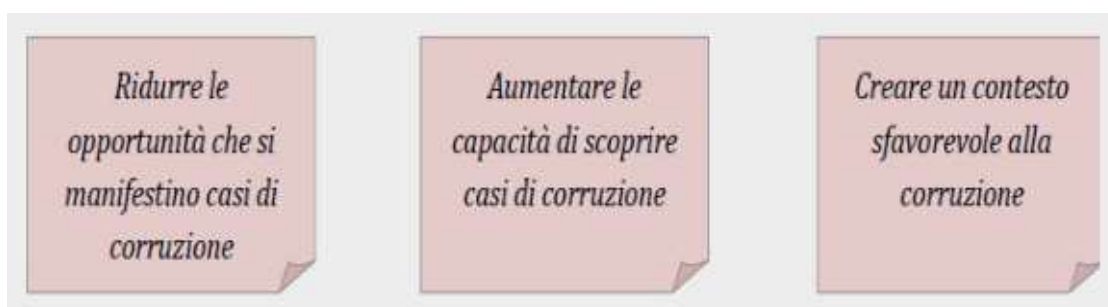 Ridurre le
opportunità che si
manifestino casi di
corruzione
Aumentare le
capacità di scoprire
casi di corruzione
Creare un contesto
sfavorevole alla
corruzione